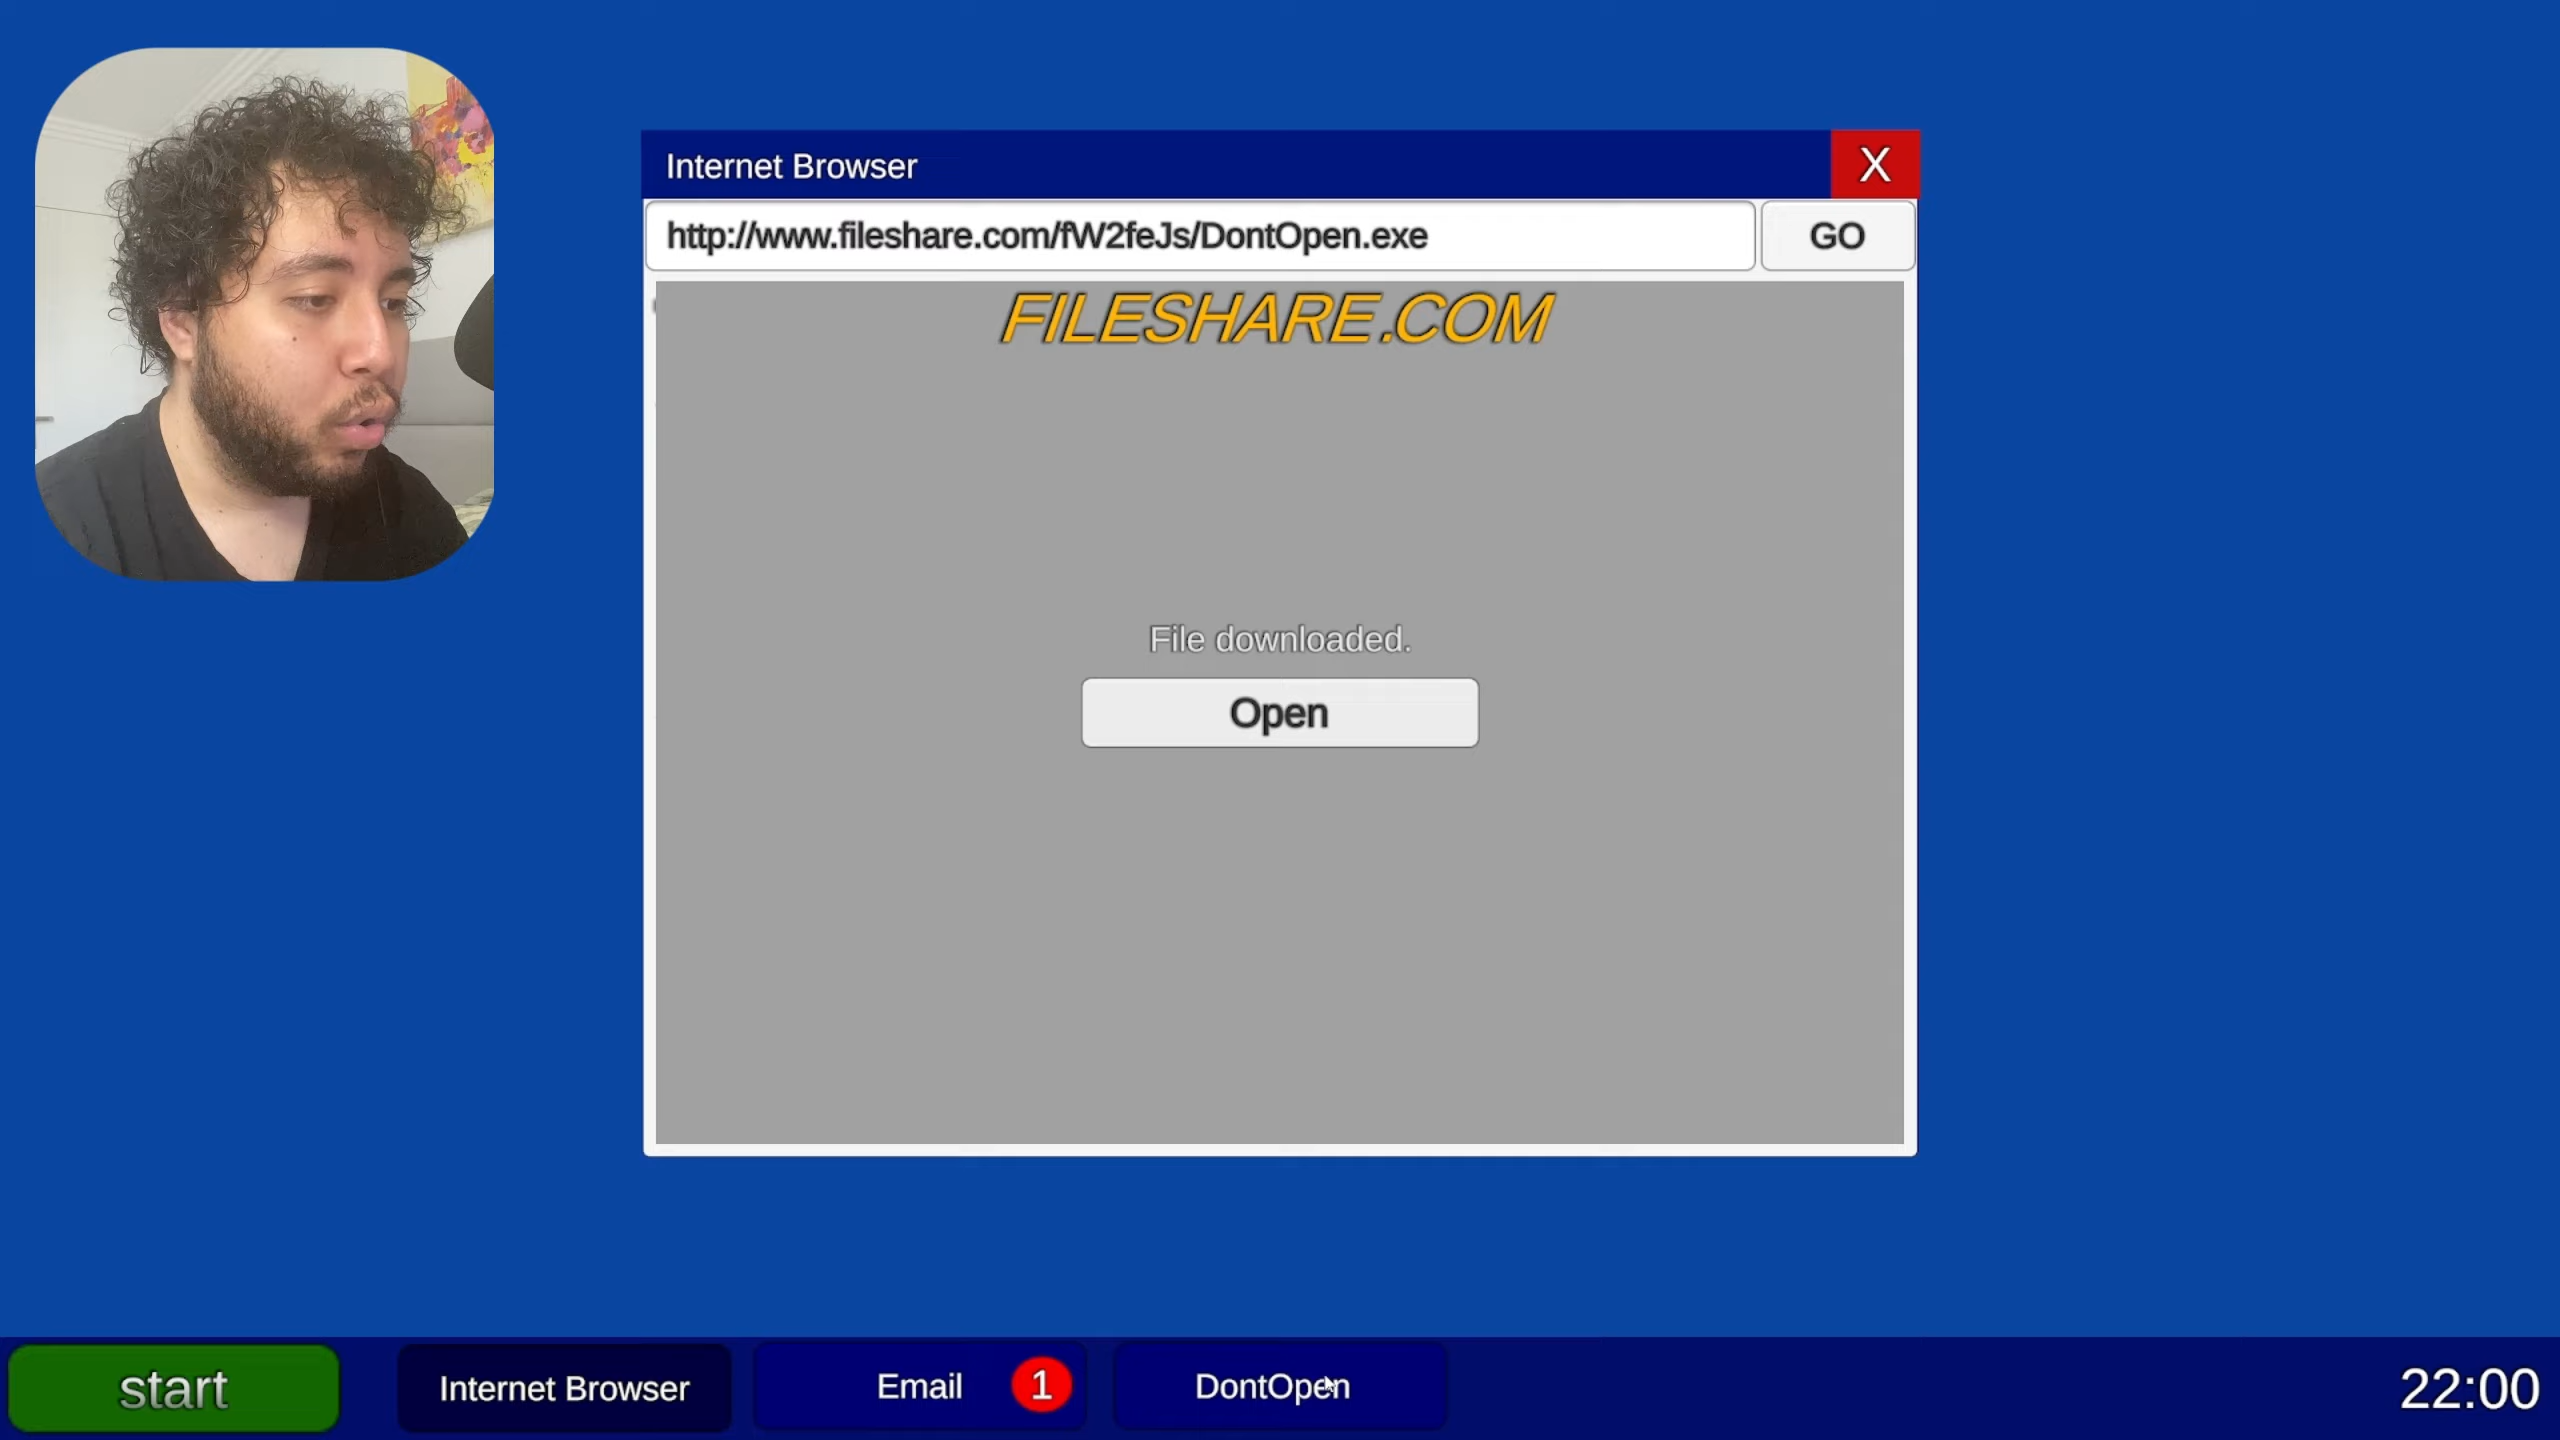 Internet Browser
X
http://www.fileshare.com/fW2feJs/DontOpen.exe
GO
FILESHARE.COM
File downloaded.
Open
start
Internet Browser
Email
1
DontOpen
22:00